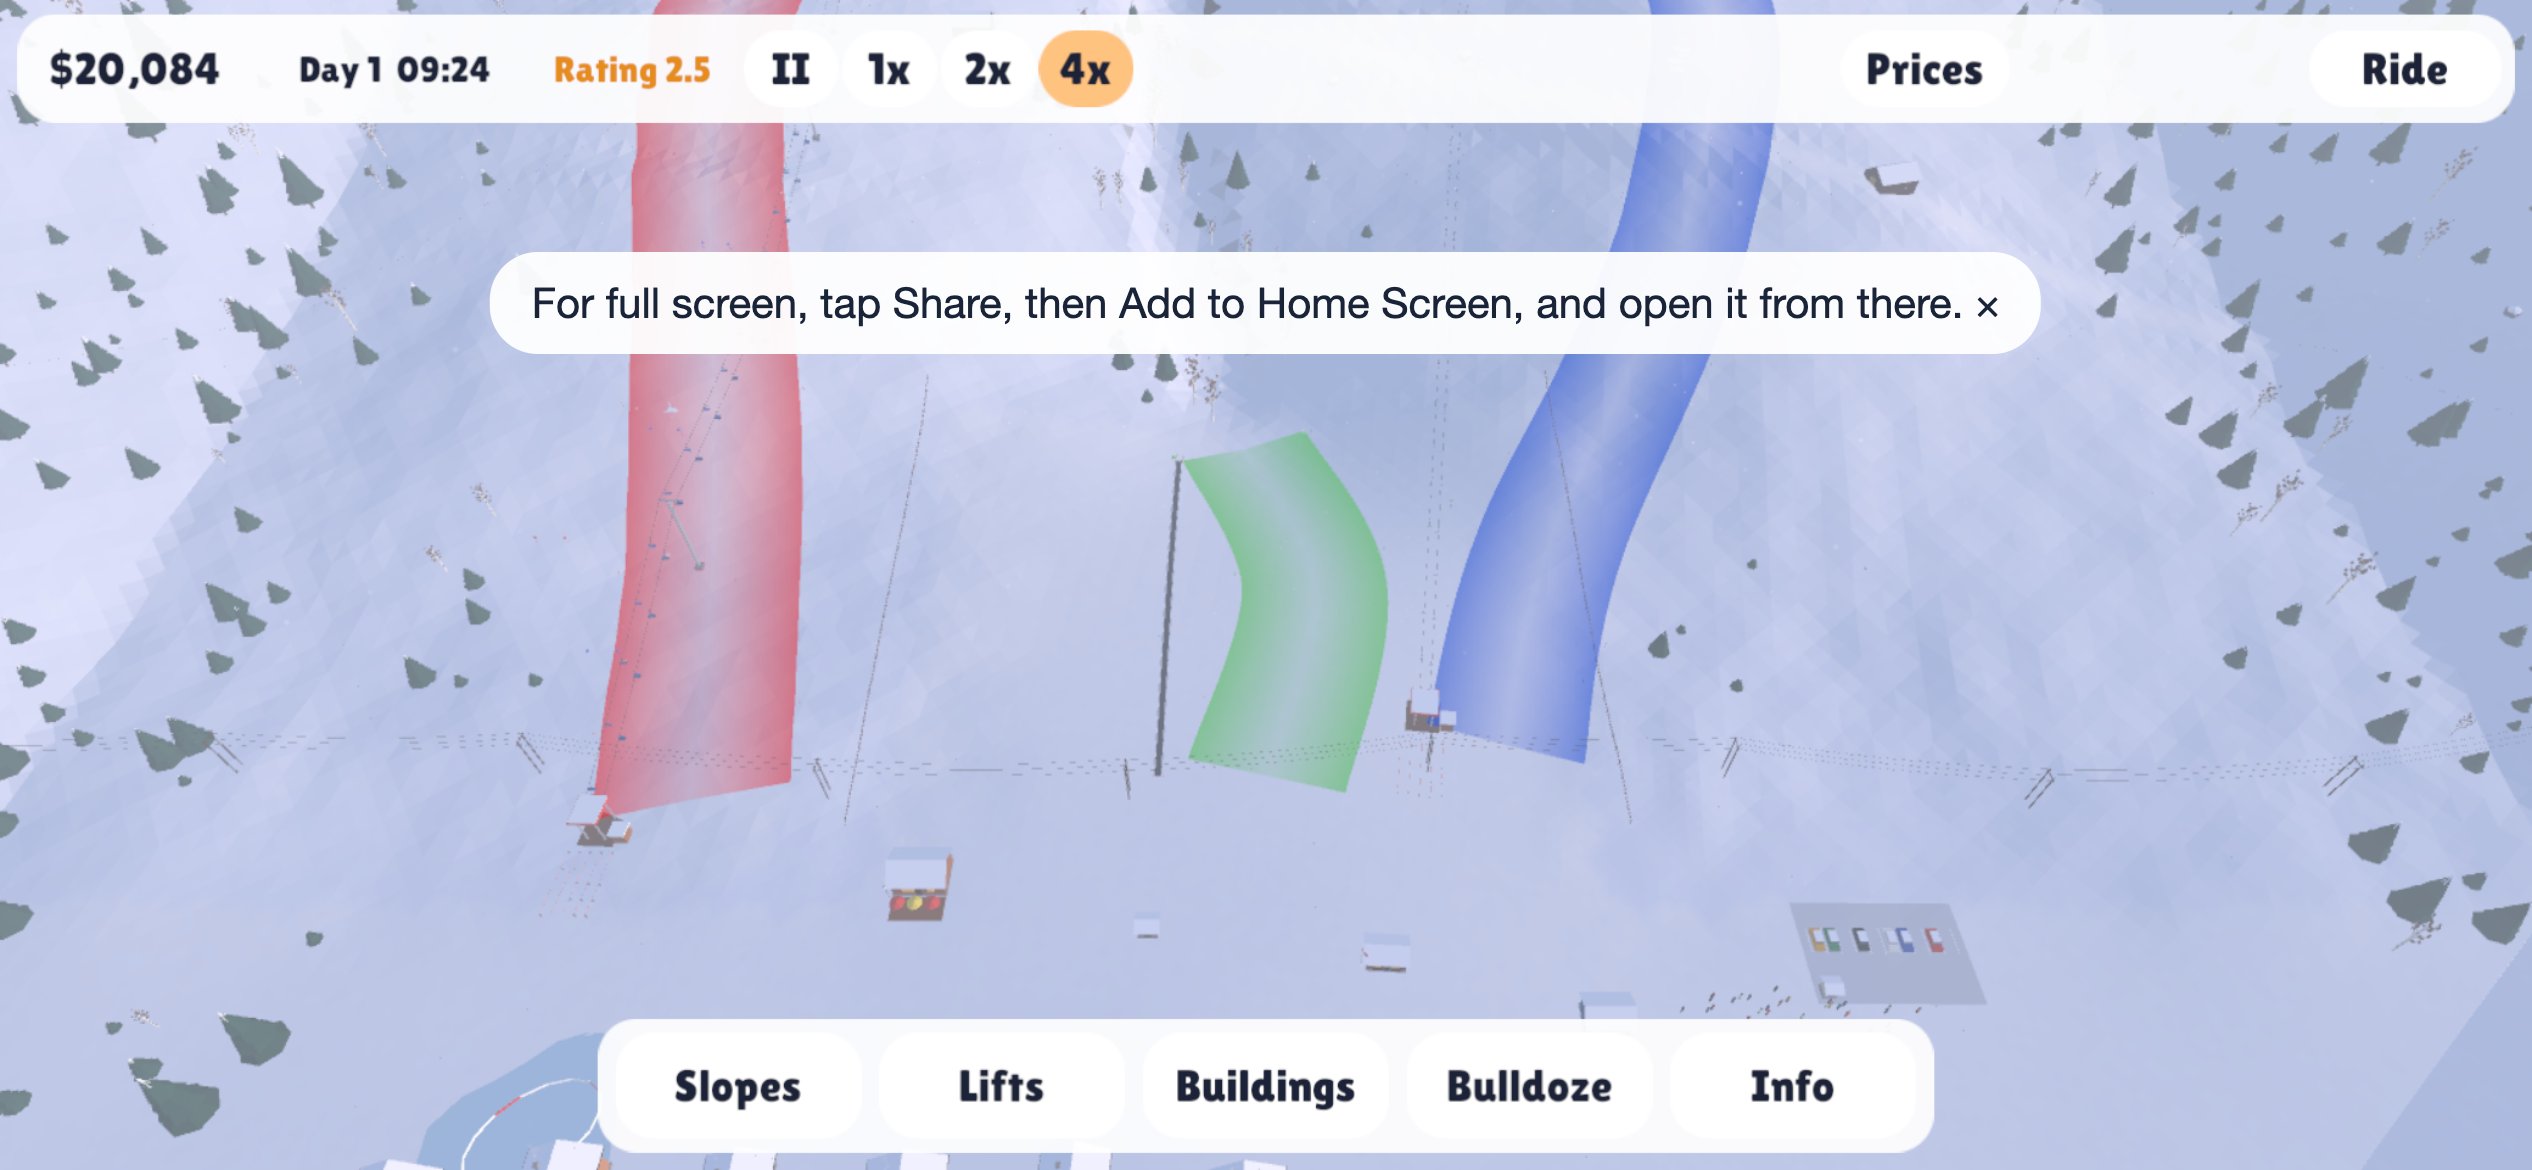 $20,084 Day 1 09:24 Rating 2.5 II 1x 2x 4x Prices Ride
For full screen, tap Share, then Add to Home Screen, and open it from there. ×
Slopes Lifts Buildings Bulldoze Info